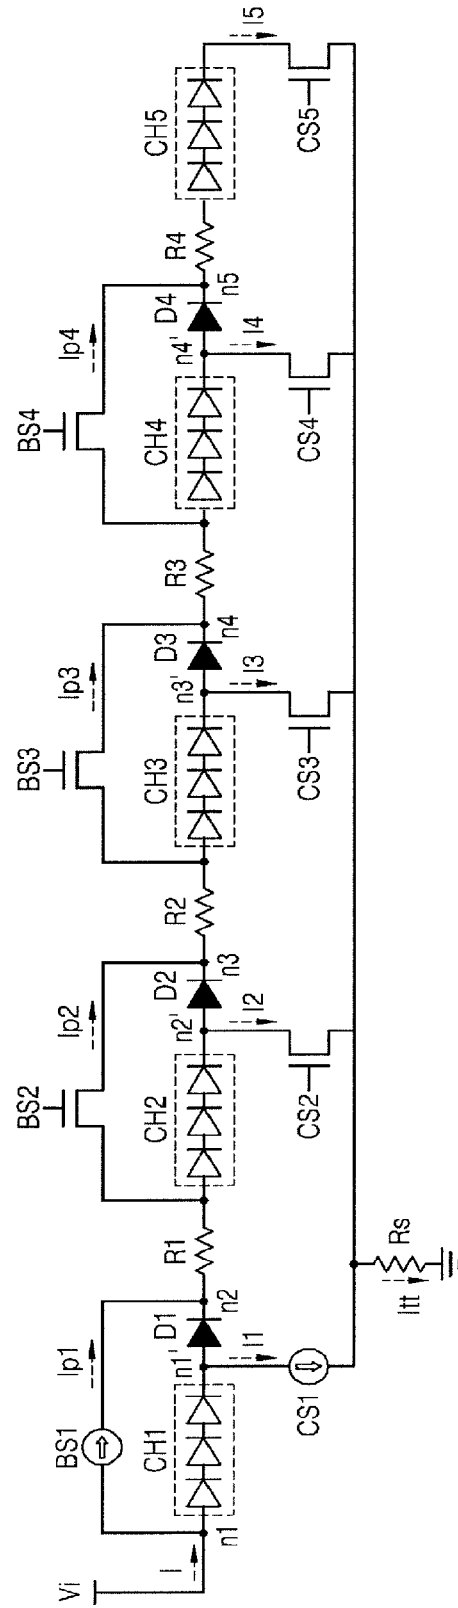 Vi
I
n1
BS1
Ip1
CH1
n1'
D1
n2
I1
CS1
Rs
Itt
R1
BS2
Ip2
CH2
n2'
D2
n3
I2
CS2
R2
BS3
Ip3
CH3
n3'
D3
n4
I3
CS3
R3
BS4
Ip4
CH4
n4'
D4
n5
I4
CS4
R4
CH5
I5
CS5